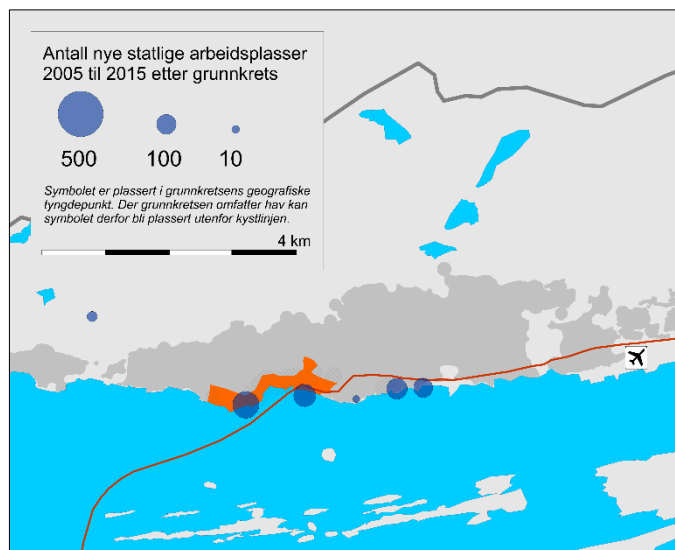 Antall nye statlige arbeidsplasser
2005 til 2015 etter grunnkrets
500 100 10
Symbolet er plassert i grunnkretsens geografiske
tyngdepunkt. Der grunnkretsen omfatter hav kan
symbolet derfor bli plassert utenfor kystlinjen.
4 km